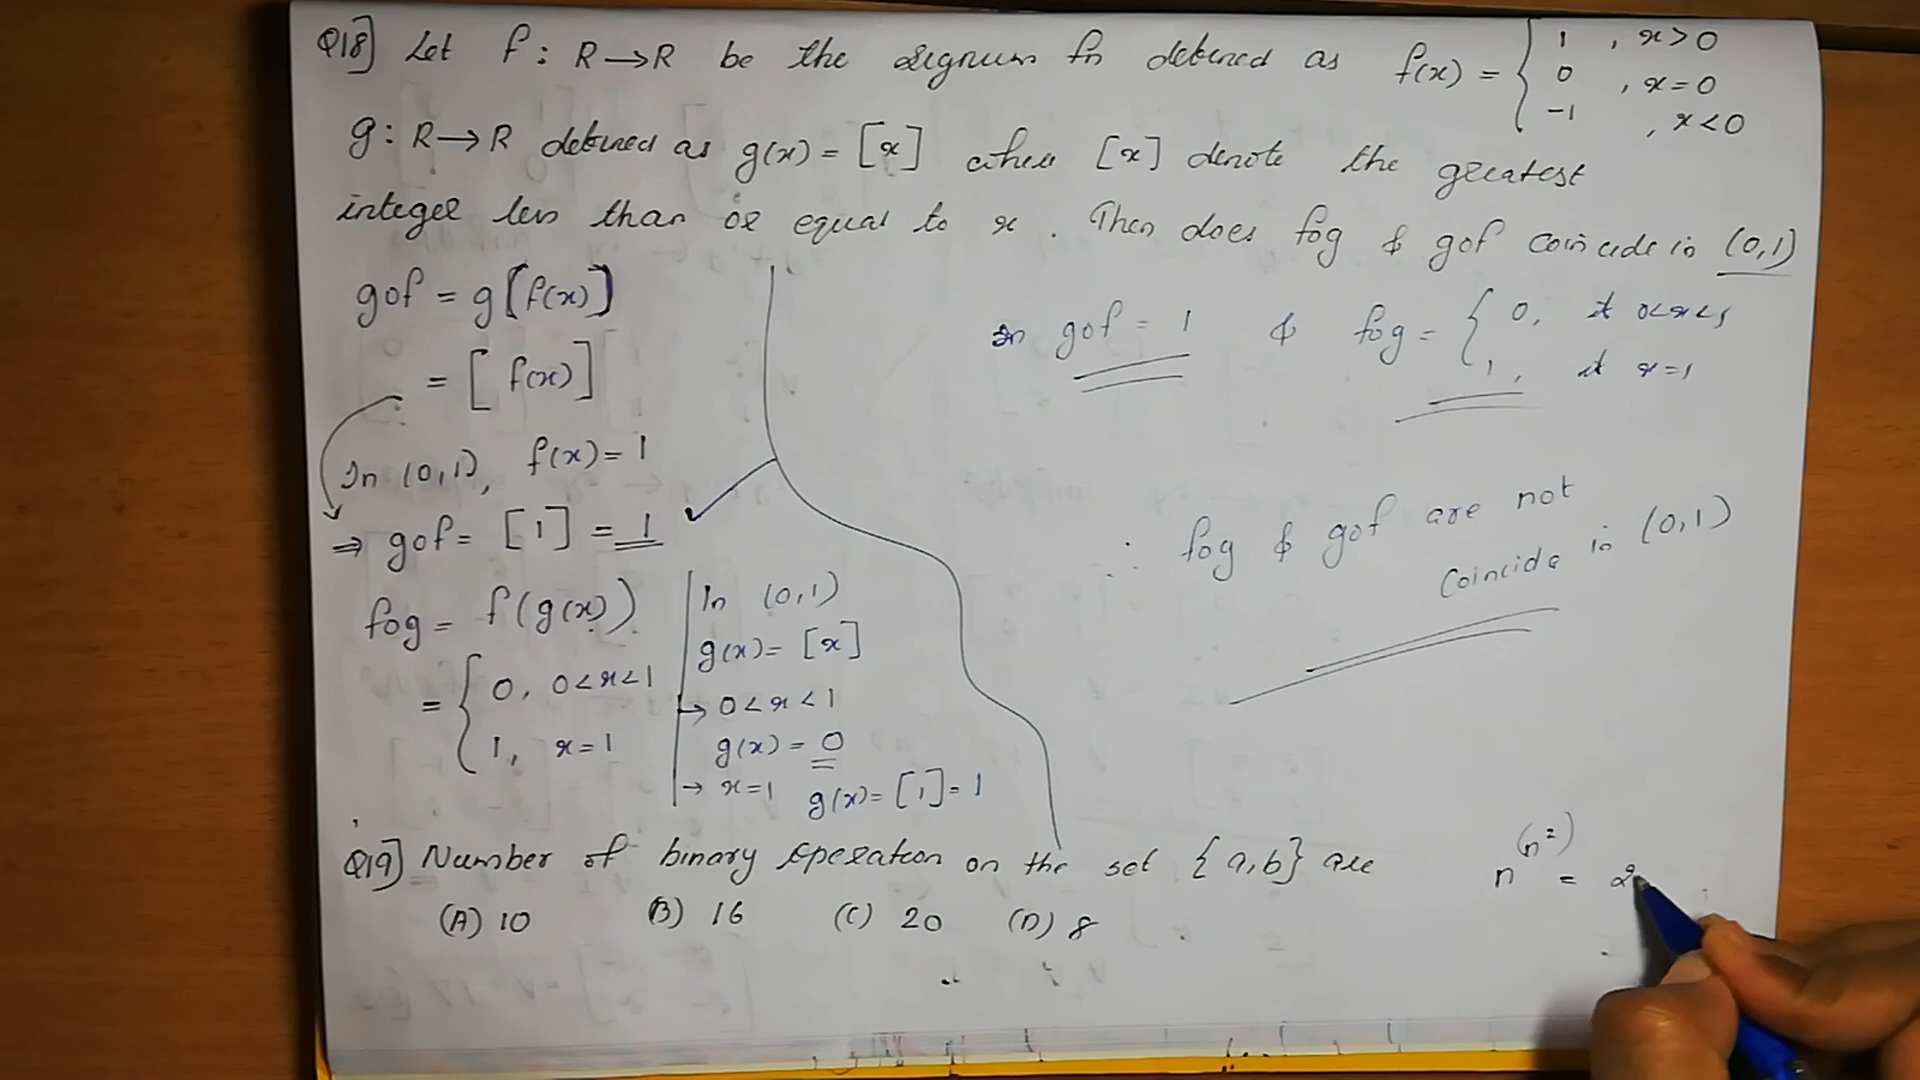 Q18] Let f : R→R be the signum fn defined as f(x) = { 1 , x>0
0 , x=0
-1 , x<0
g : R→R defined as g(x) = [x] where [x] denote the greatest
integer less than or equal to x . Then does fog & gof coincide in (0,1)
gof = g[f(x)]
= [f(x)]
In (0,1), f(x)=1
⇒ gof = [1] = 1
fog = f(g(x))
= { 0, 0<x<1
1, x=1
In (0,1)
g(x) = [x]
→ 0<x<1
g(x) = 0
→ x=1 g(x) = [1] = 1
gof = 1 & fog = { 0, if 0<x<1
1, if x=1
∴ fog & gof are not
coincide in (0,1)
Q19] Number of binary operation on the set {a,b} are
(A) 10 (B) 16 (C) 20 (D) 8
n^(n²) = 2